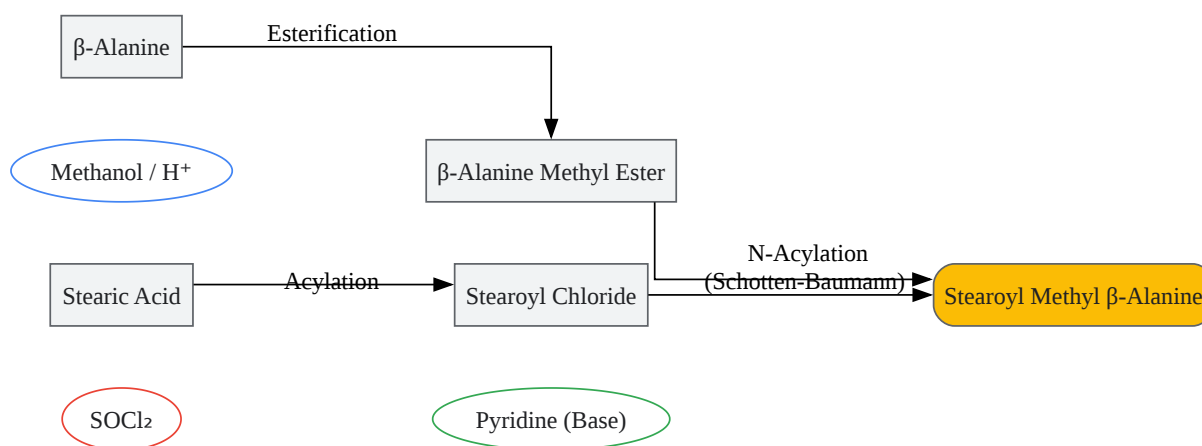 β-Alanine
Esterification
Methanol / H⁺
β-Alanine Methyl Ester
N-Acylation
(Schotten-Baumann)
Stearic Acid
Acylation
Stearoyl Chloride
Stearoyl Methyl β-Alanine
SOCl₂
Pyridine (Base)